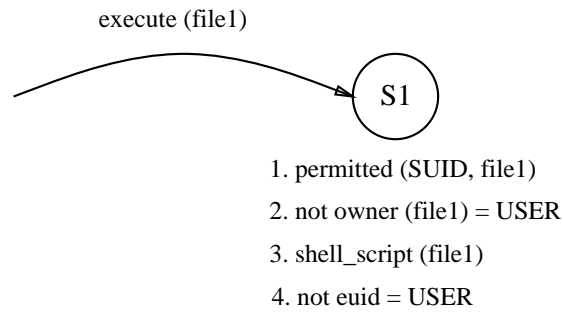 execute (file1)
S1
1. permitted (SUID, file1)
2. not owner (file1) = USER
3. shell_script (file1)
4. not euid = USER